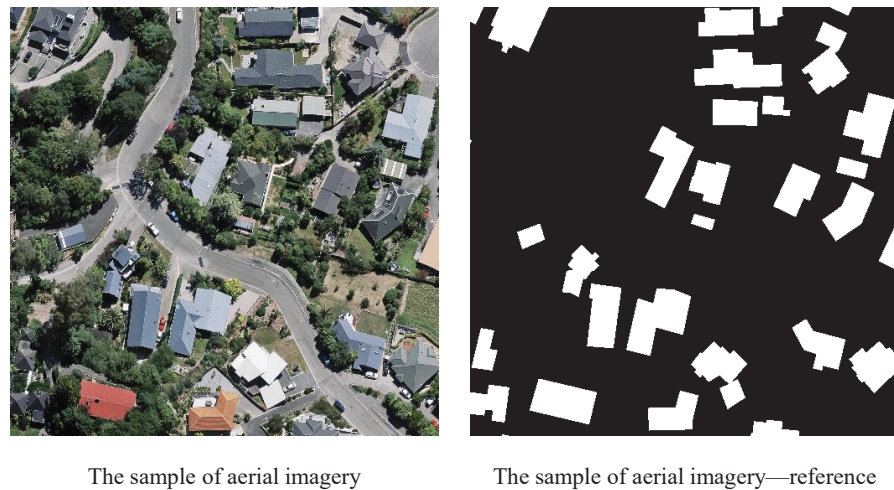 The sample of aerial imagery
The sample of aerial imagery—reference